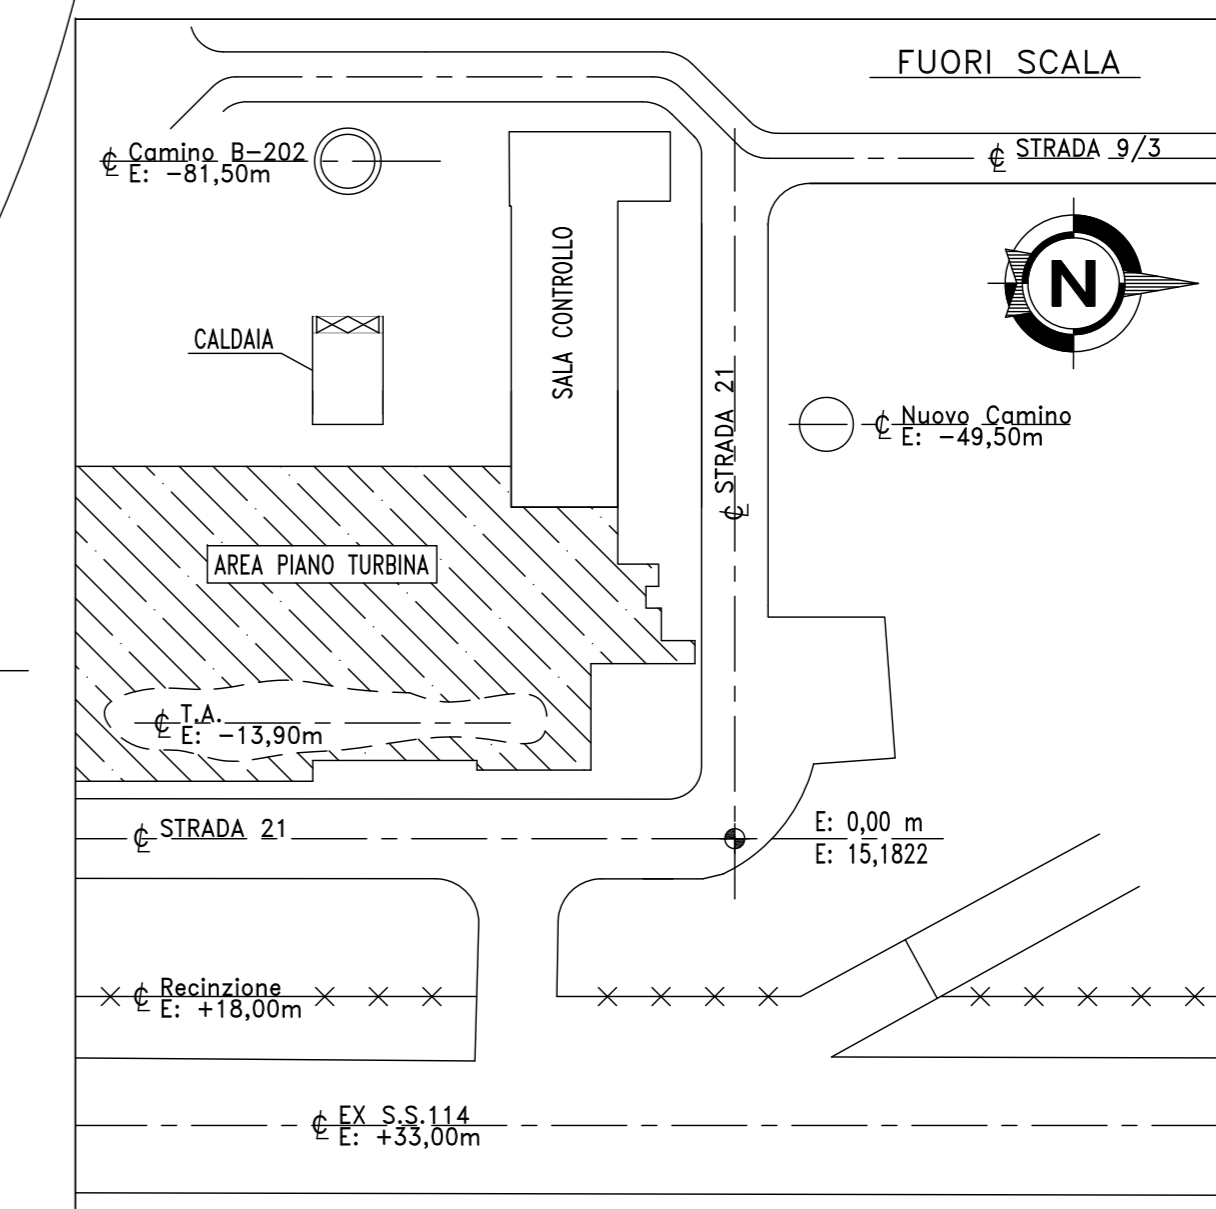 FUORI SCALA
℄ Camino B-202
E: -81,50m
℄ STRADA 9/3
SALA CONTROLLO
N
CALDAIA
℄ STRADA 21
℄ Nuovo Camino
E: -49,50m
AREA PIANO TURBINA
℄ T.A.
E: -13,90m
℄ STRADA 21
E: 0,00 m
E: 15,1822
℄ Recinzione
E: +18,00m
℄ EX S.S.114
E: +33,00m